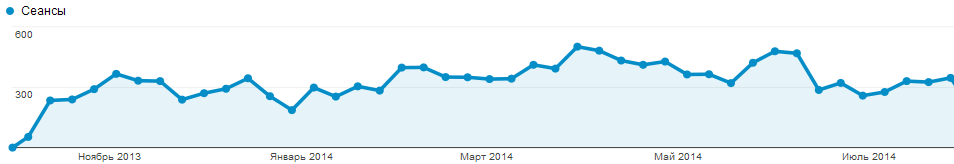 Сеансы
600
300
Ноябрь 2013
Январь 2014
Март 2014
Май 2014
Июль 2014